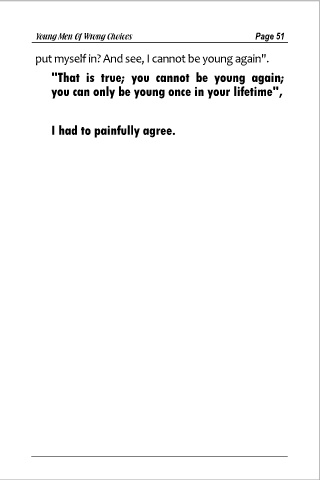 Young Men Of Wrong Choices Page 51
put myself in? And see, I cannot be young again".
"That is true; you cannot be young again;
you can only be young once in your lifetime",
I had to painfully agree.